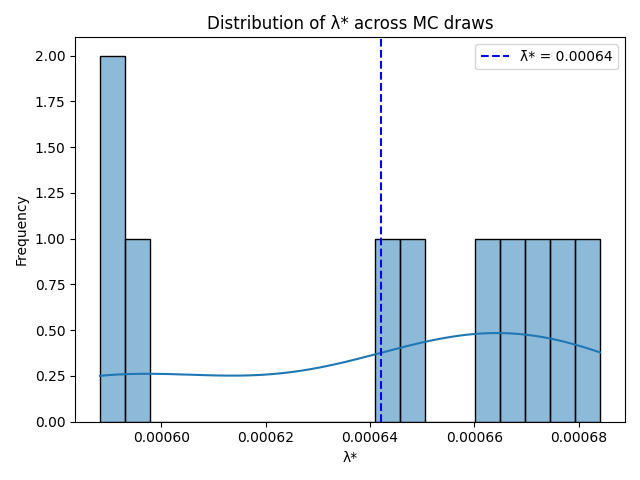 Distribution of λ* across MC draws
λ̄* = 0.00064
2.00
1.75
1.50
1.25
1.00
0.75
0.50
0.25
0.00
Frequency
0.00060 0.00062 0.00064 0.00066 0.00068
λ*